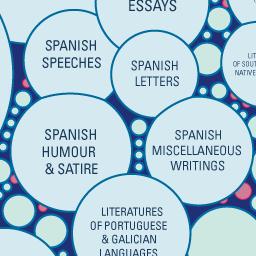 ESSAYS
SPANISH
SPEECHES
SPANISH
LETTERS
LIT
OF SOUT
NATIVE
SPANISH
HUMOUR
& SATIRE
SPANISH
MISCELLANEOUS
WRITINGS
LITERATURES
OF PORTUGUESE
& GALICIAN
LANGUAGES